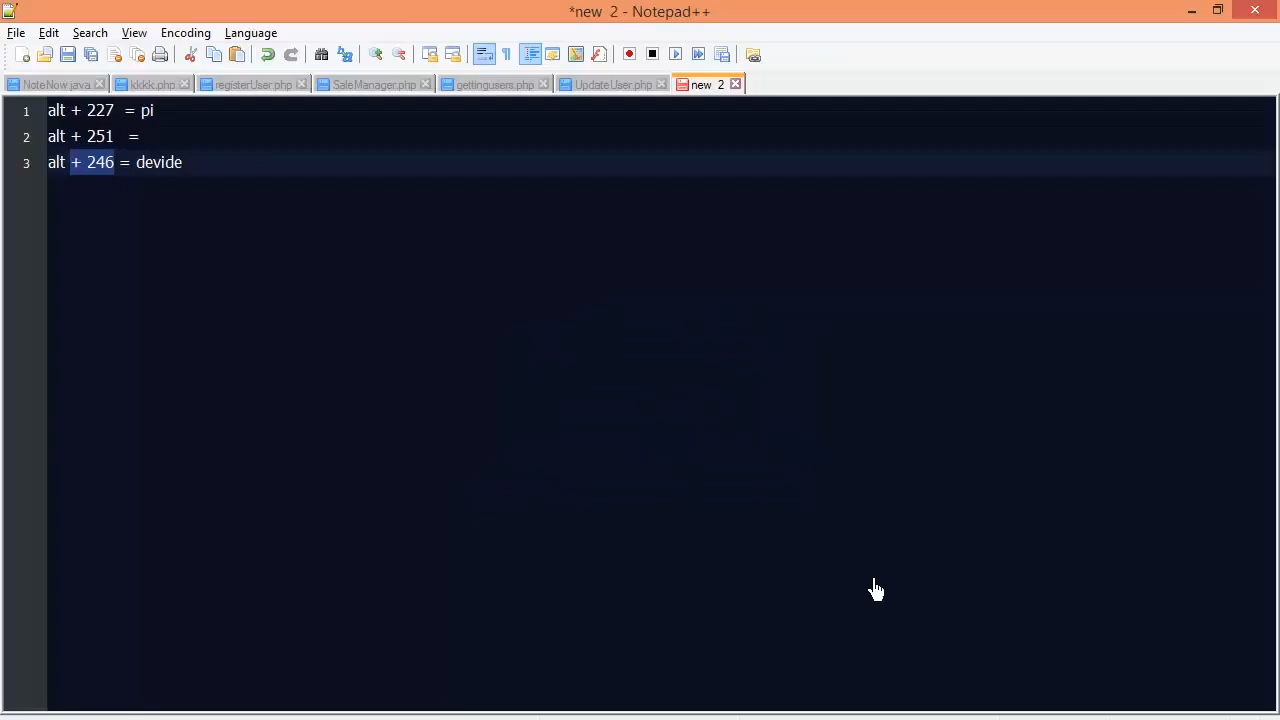 *new  2 - Notepad++
File Edit Search View Encoding Language
NoteNow.java kkkk.php registerUser.php SaleManager.php gettingusers.php UpdateUser.php new  2
1 alt + 227  = pi
2 alt + 251   =
3 alt + 246 = devide